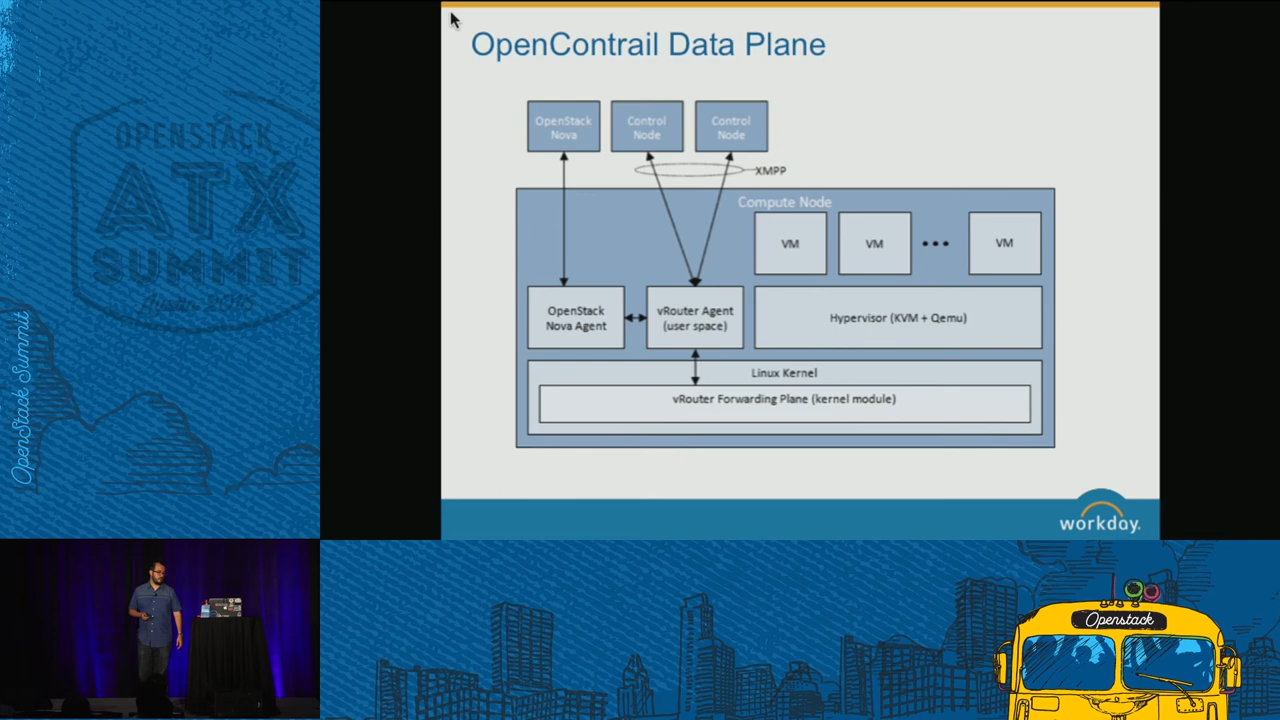 OPENSTACK
ATX
SUMMIT
Austin 2016
OpenStack Summit
OpenContrail Data Plane
OpenStack
Nova
Control
Node
Control
Node
XMPP
Compute Node
VM
VM
VM
OpenStack
Nova Agent
vRouter Agent
(user space)
Hypervisor (KVM + Qemu)
Linux Kernel
vRouter Forwarding Plane (kernel module)
workday.
Openstack